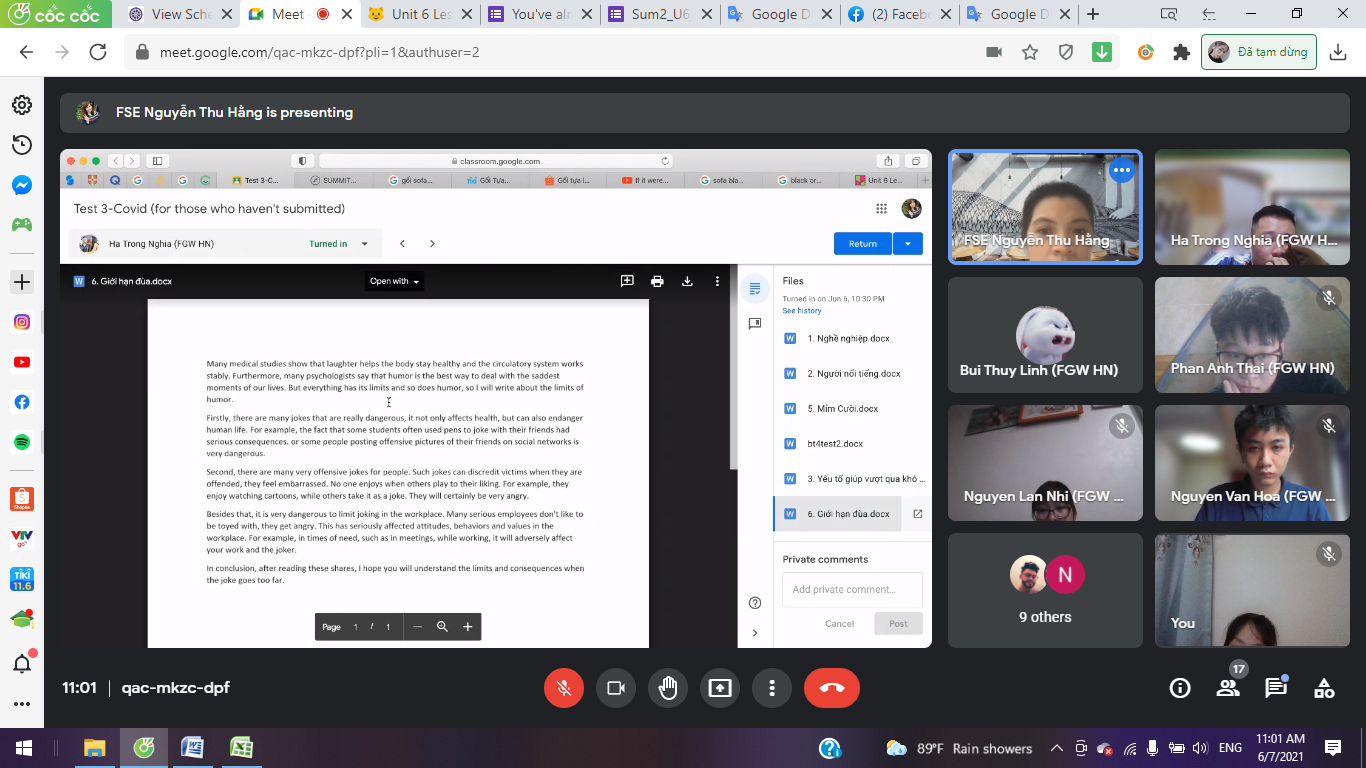 cốc cốc
View Sche
Meet -
Unit 6 Les
You've alr
Sum2_U6
Google D
(2) Facebo
Google D
meet.google.com/qac-mkzc-dpf?pli=1&authuser=2
Đã tạm dừng
FSE Nguyễn Thu Hằng is presenting
classroom.google.com
Test 3-C...
SUMMIT...
gối sofa...
Gối Tựa...
Gối tựa l...
If it were...
sofa bla...
black or...
Unit 6 Le...
Test 3-Covid (for those who haven't submitted)
Ha Trong Nghia (FGW HN)
Turned in
Return
6. Giới hạn đùa.docx
Open with
Many medical studies show that laughter helps the body stay healthy and the circulatory system works
stably. Furthermore, many psychologists say that humor is the best way to deal with the saddest
moments of our lives. But everything has its limits and so does humor, so I will write about the limits of
humor.
Firstly, there are many jokes that are really dangerous, it not only affects health, but can also endanger
human life. For example, the fact that some students often used pens to joke with their friends had
serious consequences. or some people posting offensive pictures of their friends on social networks is
very dangerous.
Second, there are many very offensive jokes for people. Such jokes can discredit victims when they are
offended, they feel embarrassed. No one enjoys when others play to their liking. For example, they
enjoy watching cartoons, while others take it as a joke. They will certainly be very angry.
Besides that, it is very dangerous to limit joking in the workplace. Many serious employees don't like to
be toyed with, they get angry. This has seriously affected attitudes, behaviors and values in the
workplace. For example, in times of need, such as in meetings, while working, it will adversely affect
your work and the joker.
In conclusion, after reading these shares, I hope you will understand the limits and consequences when
the joke goes too far.
Page 1 / 1
Files
Turned in on Jun 6, 10:30 PM
See history
1. Nghề nghiệp.docx
2. Người nổi tiếng.docx
5. Mỉm Cười.docx
bt4test2.docx
3. Yếu tố giúp vượt qua khó ...
6. Giới hạn đùa.docx
Private comments
Add private comment...
Cancel
Post
FSE Nguyễn Thu Hằng
Ha Trong Nghia (FGW H...
Bui Thuy Linh (FGW HN)
Phan Anh Thai (FGW HN)
Nguyen Lan Nhi (FGW ...
Nguyen Van Hoa (FGW ...
N
9 others
You
Shopee
VTV
go
TIKI
11.6
11:01
qac-mkzc-dpf
17
89°F Rain showers
ENG
11:01 AM
6/7/2021